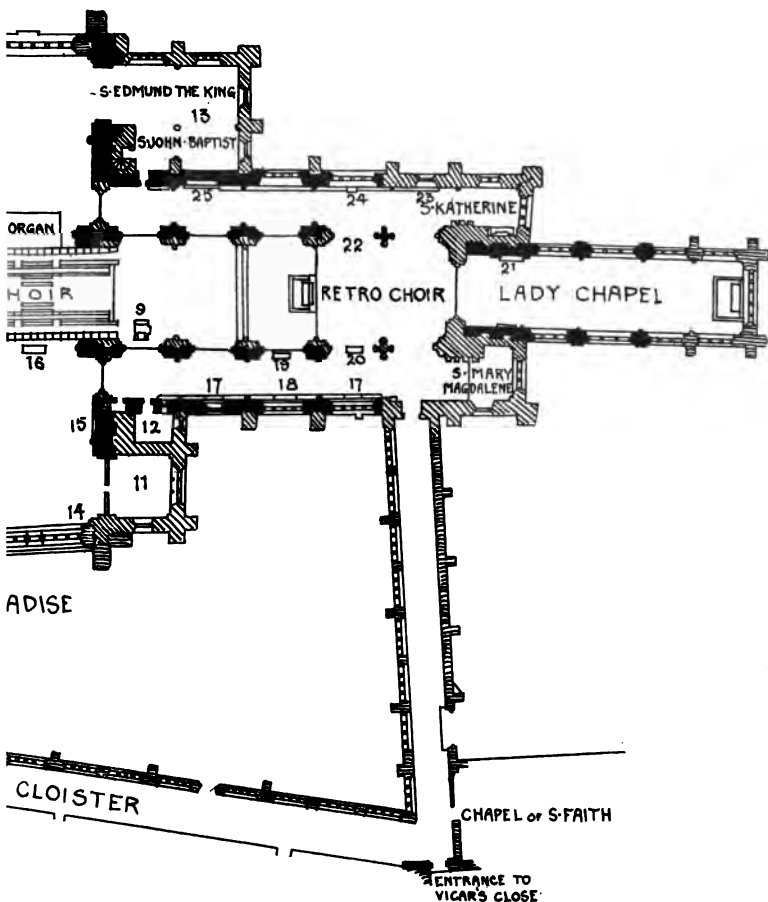 S·EDMUND THE KING
13
S·JOHN·BAPTIST
25
24
23
S·KATHERINE
ORGAN
22
21
HOIR
RETRO CHOIR
LADY CHAPEL
9
16
19
20
S·MARY
MAGDALENE
17
18
17
15
12
11
14
ADISE
CLOISTER
CHAPEL OF S·FAITH
ENTRANCE TO
VICAR'S CLOSE·